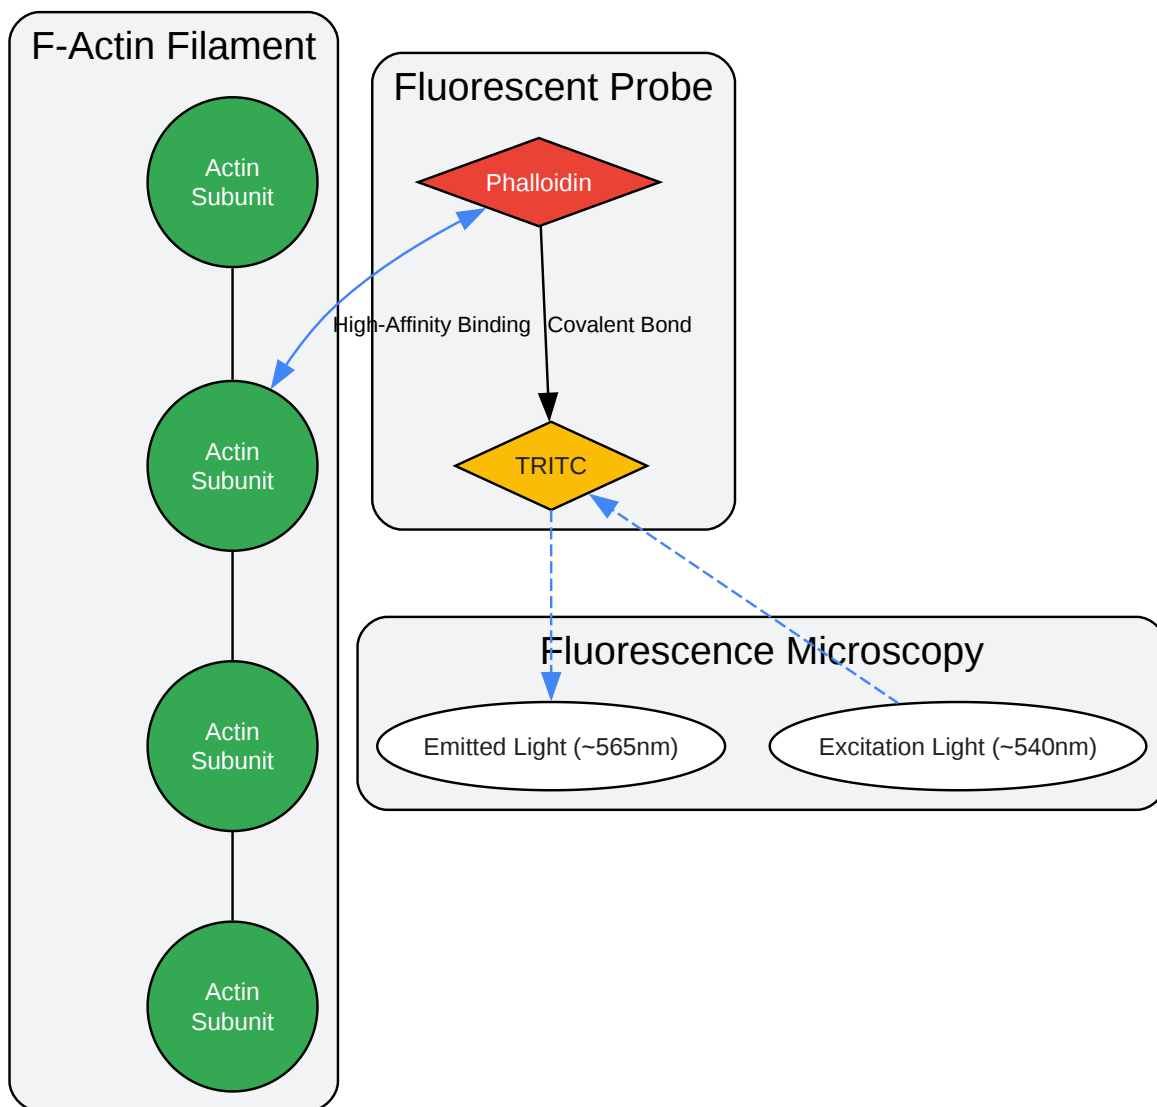 F-Actin Filament
Actin
Subunit
Actin
Subunit
Actin
Subunit
Actin
Subunit
Fluorescent Probe
Phalloidin
High-Affinity Binding
Covalent Bond
TRITC
Fluorescence Microscopy
Emitted Light (~565nm)
Excitation Light (~540nm)